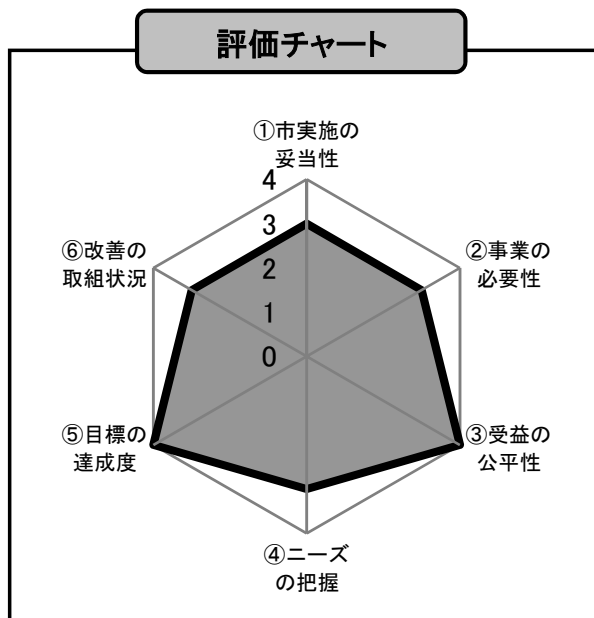 評価チャート
①市実施の
妥当性
4
3
2
1
0
②事業の
必要性
③受益の
公平性
④ニーズ
の把握
⑤目標の
達成度
⑥改善の
取組状況